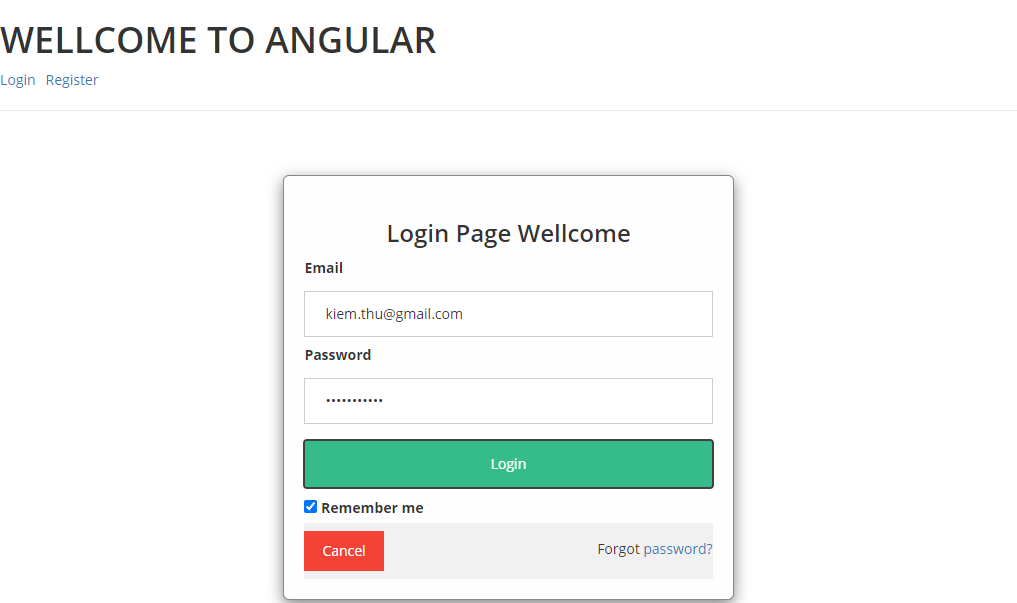 WELLCOME TO ANGULAR
Login Register
Login Page Wellcome
Email
kiem.thu@gmail.com
Password
•••••••••••
Login
Remember me
Cancel
Forgot password?